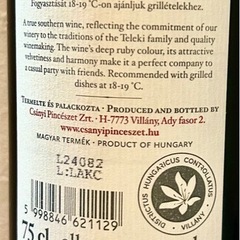 Fogyasztását 18-19 °C-on ajánljuk grillételekhez.
A true southern wine, reflecting the commitment of our
winery to the traditions of the Teleki family and quality
winemaking. The wine's deep ruby colour, its attractive
velvetiness and harmony make it a perfect company to
a casual party with friends. Recommended with grilled
dishes at 18-19 °C.
Termelte és palackozta • Produced and bottled by
Csányi Pincészet Zrt. • H-7773 Villány, Ady fasor 2.
www.csanyipinceszet.hu
MAGYAR TERMÉK • PRODUCT OF HUNGARY
L24082
L:LAKC
DISTRICTUS HUNGARICUS CONTROLLATUS
• VILLÁNY •
5 998846 621129
75 cl